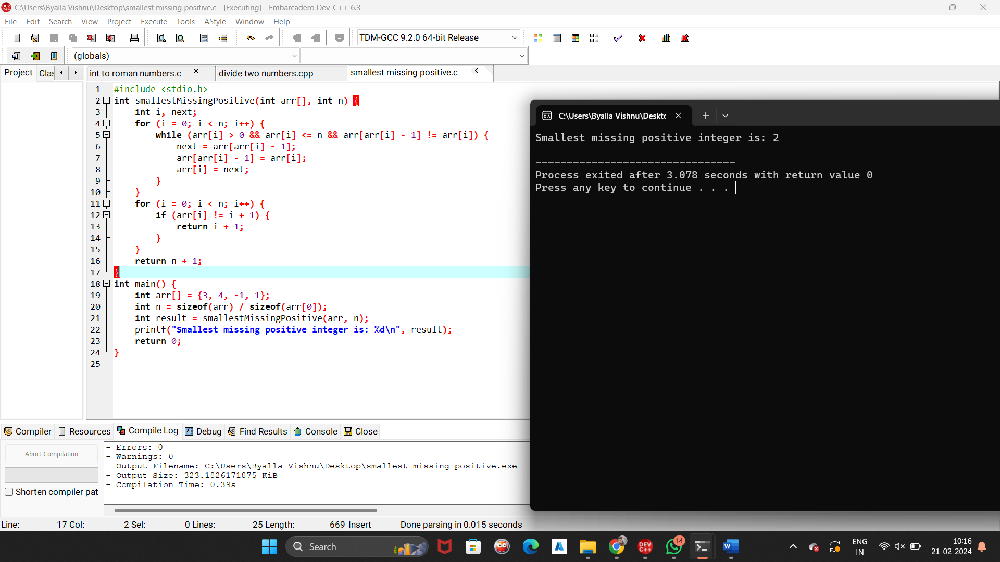 C:\Users\Byalla Vishnu\Desktop\smallest missing positive.c - [Executing] - Embarcadero Dev-C++ 6.3
File Edit Search View Project Execute Tools AStyle Window Help
TDM-GCC 9.2.0 64-bit Release
(globals)
Project Clas int to roman numbers.c divide two numbers.cpp smallest missing positive.c
1 #include <stdio.h>
2 int smallestMissingPositive(int arr[], int n) {
3 int i, next;
4 for (i = 0; i < n; i++) {
5 while (arr[i] > 0 && arr[i] <= n && arr[arr[i] - 1] != arr[i]) {
6 next = arr[arr[i] - 1];
7 arr[arr[i] - 1] = arr[i];
8 arr[i] = next;
9 }
10 }
11 for (i = 0; i < n; i++) {
12 if (arr[i] != i + 1) {
13 return i + 1;
14 }
15 }
16 return n + 1;
17 }
18 int main() {
19 int arr[] = {3, 4, -1, 1};
20 int n = sizeof(arr) / sizeof(arr[0]);
21 int result = smallestMissingPositive(arr, n);
22 printf("Smallest missing positive integer is: %d\n", result);
23 return 0;
24 }
25
C:\Users\Byalla Vishnu\Deskto
Smallest missing positive integer is: 2
--------------------------------
Process exited after 3.078 seconds with return value 0
Press any key to continue . . .
Compiler Resources Compile Log Debug Find Results Console Close
Abort Compilation
Shorten compiler pat
- Errors: 0
- Warnings: 0
- Output Filename: C:\Users\Byalla Vishnu\Desktop\smallest missing positive.exe
- Output Size: 323.1826171875 KiB
- Compilation Time: 0.39s
Line: 17 Col: 2 Sel: 0 Lines: 25 Length: 669 Insert Done parsing in 0.015 seconds
Search
DEV C++
14
W
ENG
IN
10:16
21-02-2024